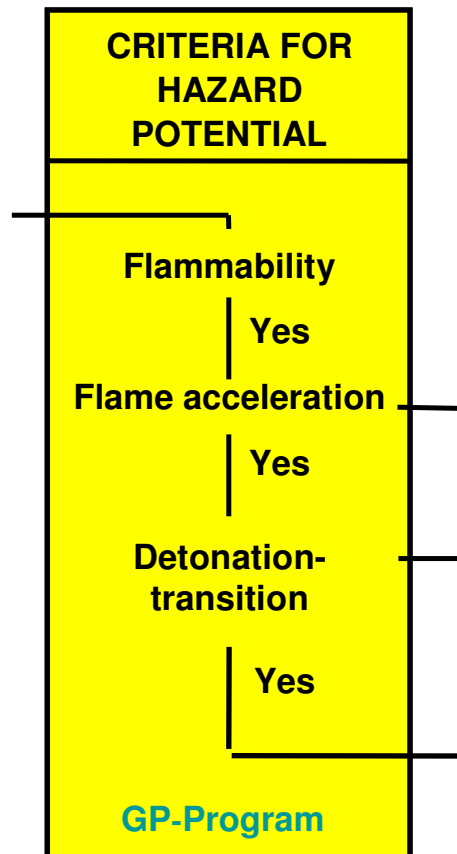 CRITERIA FOR
HAZARD
POTENTIAL
Flammability
Yes
Flame acceleration
Yes
Detonation-
transition
Yes
GP-Program